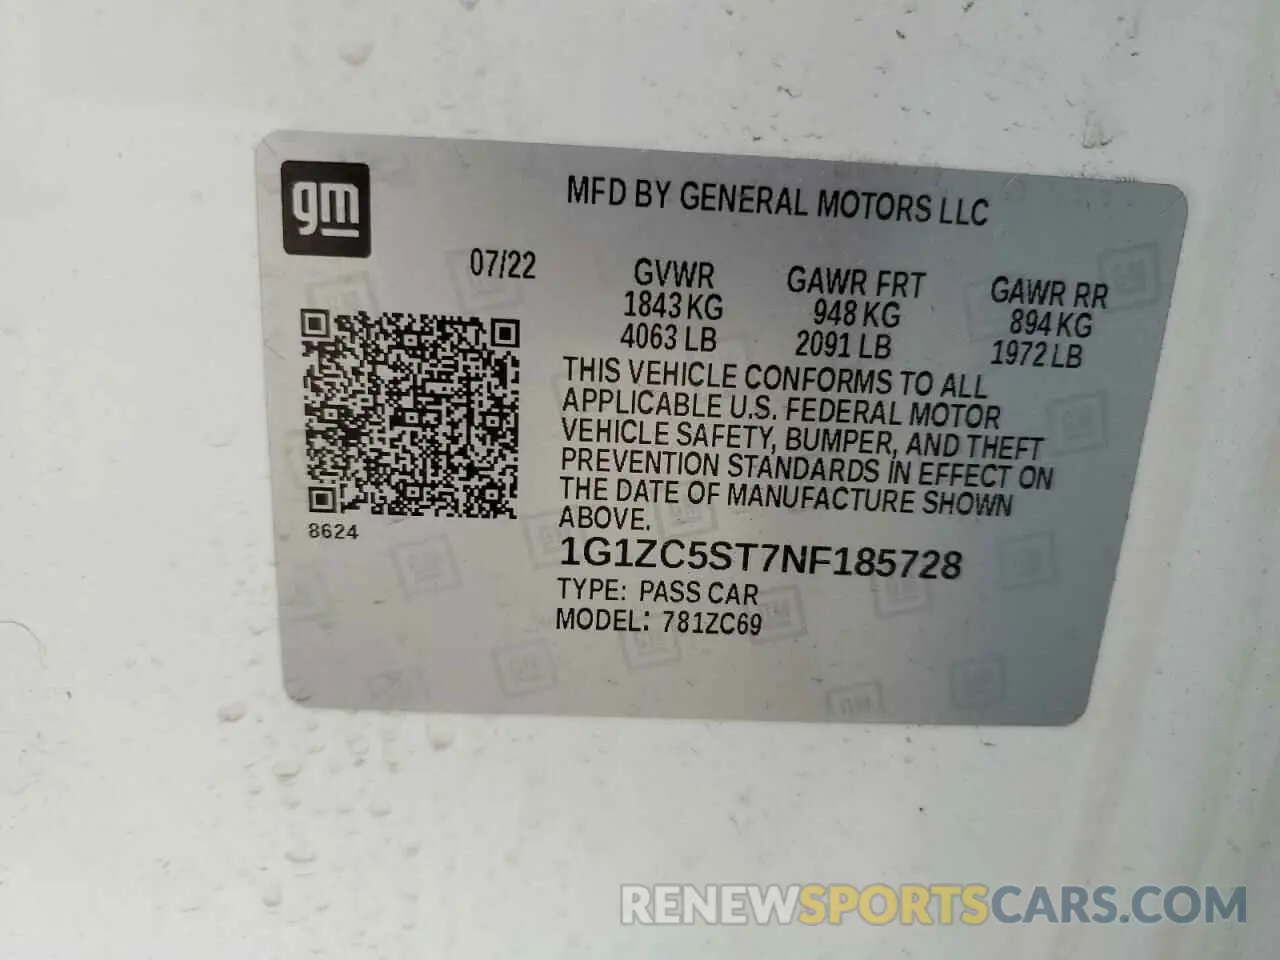 gm
MFD BY GENERAL MOTORS LLC
07/22
GVWR GAWR FRT GAWR RR
1843 KG 948 KG 894 KG
4063 LB 2091 LB 1972 LB
THIS VEHICLE CONFORMS TO ALL
APPLICABLE U.S. FEDERAL MOTOR
VEHICLE SAFETY, BUMPER, AND THEFT
PREVENTION STANDARDS IN EFFECT ON
THE DATE OF MANUFACTURE SHOWN
ABOVE.
8624
1G1ZC5ST7NF185728
TYPE: PASS CAR
MODEL: 781ZC69
RENEWSPORTSCARS.COM